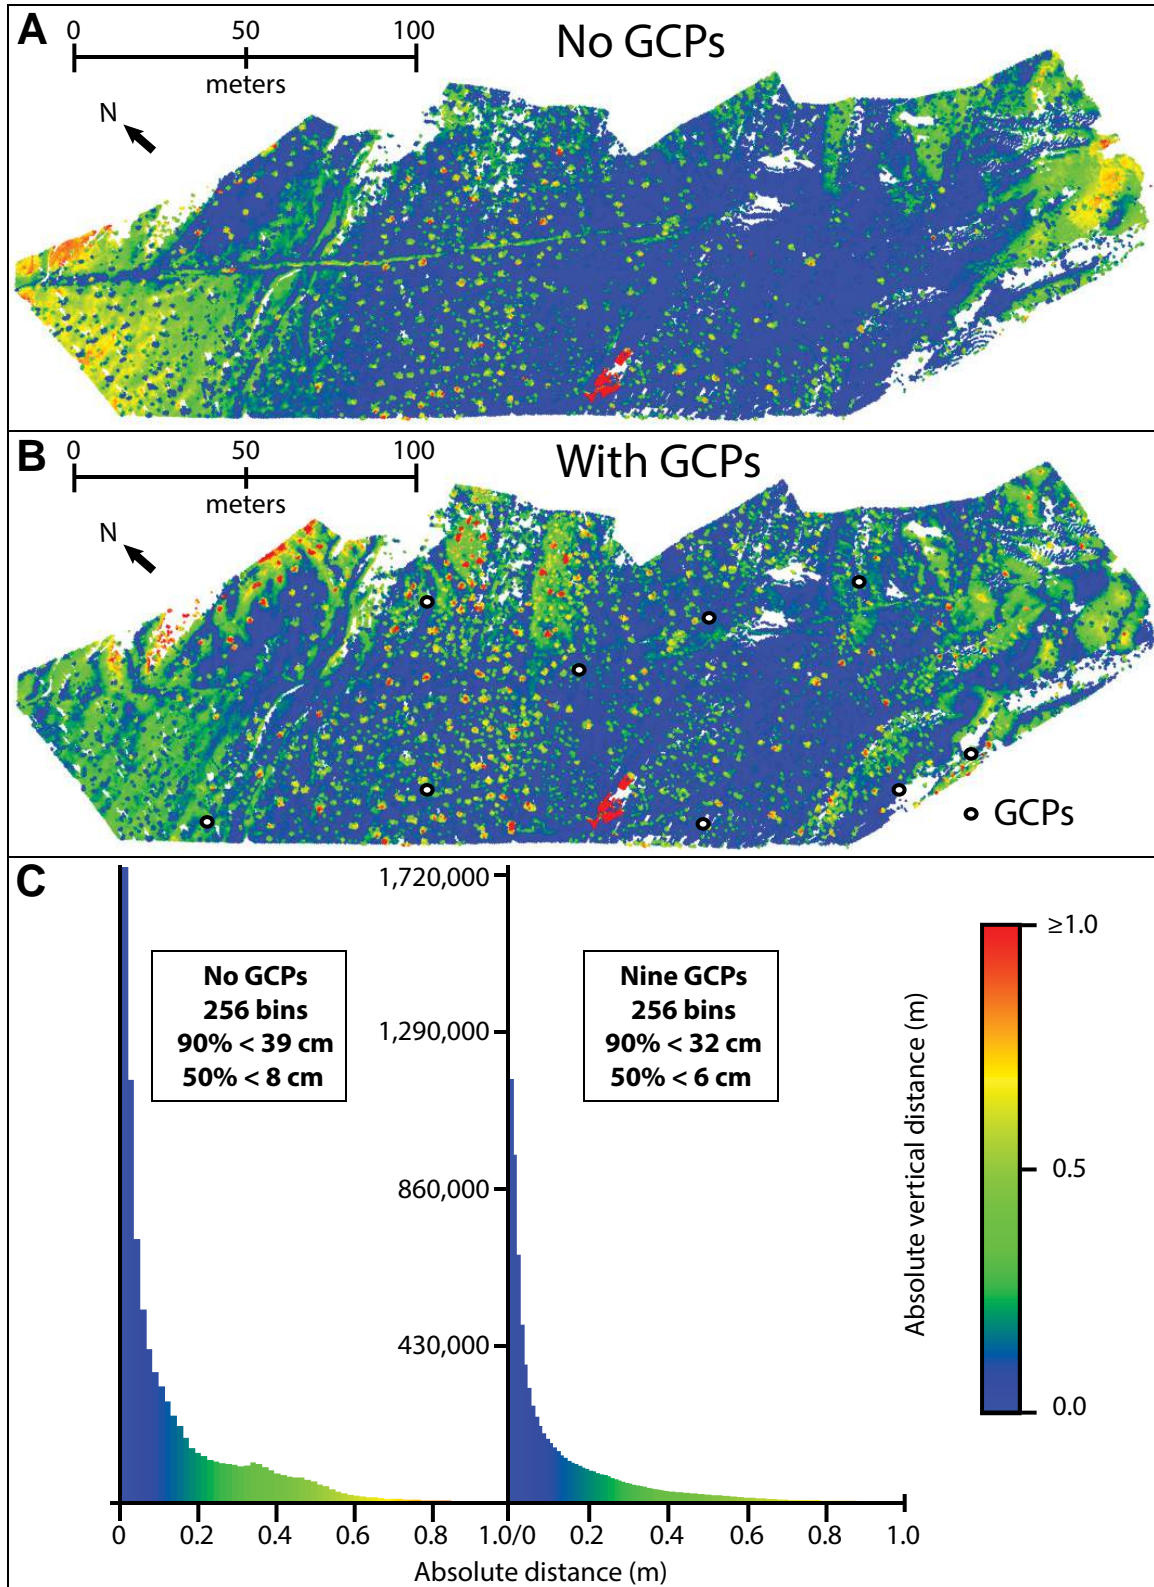 A
0 50 100
meters
No GCPs
N
B
0 50 100
meters
With GCPs
N
GCPs
C
1,720,000
1,290,000
860,000
430,000
No GCPs
256 bins
90% < 39 cm
50% < 8 cm
Nine GCPs
256 bins
90% < 32 cm
50% < 6 cm
0 0.2 0.4 0.6 0.8 1.0/0 0.2 0.4 0.6 0.8 1.0
Absolute distance (m)
Absolute vertical distance (m)
≥1.0
0.5
0.0